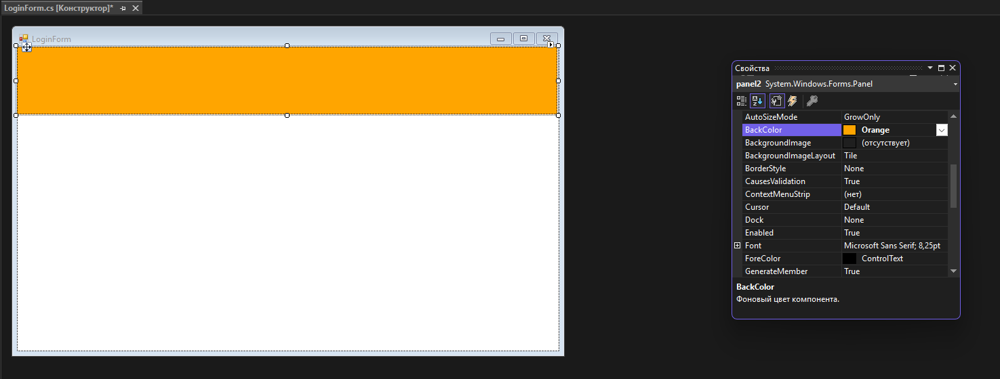 LoginForm.cs [Конструктор]*
LoginForm
Свойства
panel2 System.Windows.Forms.Panel
AutoSizeMode GrowOnly
BackColor Orange
BackgroundImage (отсутствует)
BackgroundImageLayout Tile
BorderStyle None
CausesValidation True
ContextMenuStrip (нет)
Cursor Default
Dock None
Enabled True
Font Microsoft Sans Serif; 8,25pt
ForeColor ControlText
GenerateMember True
BackColor
Фоновый цвет компонента.